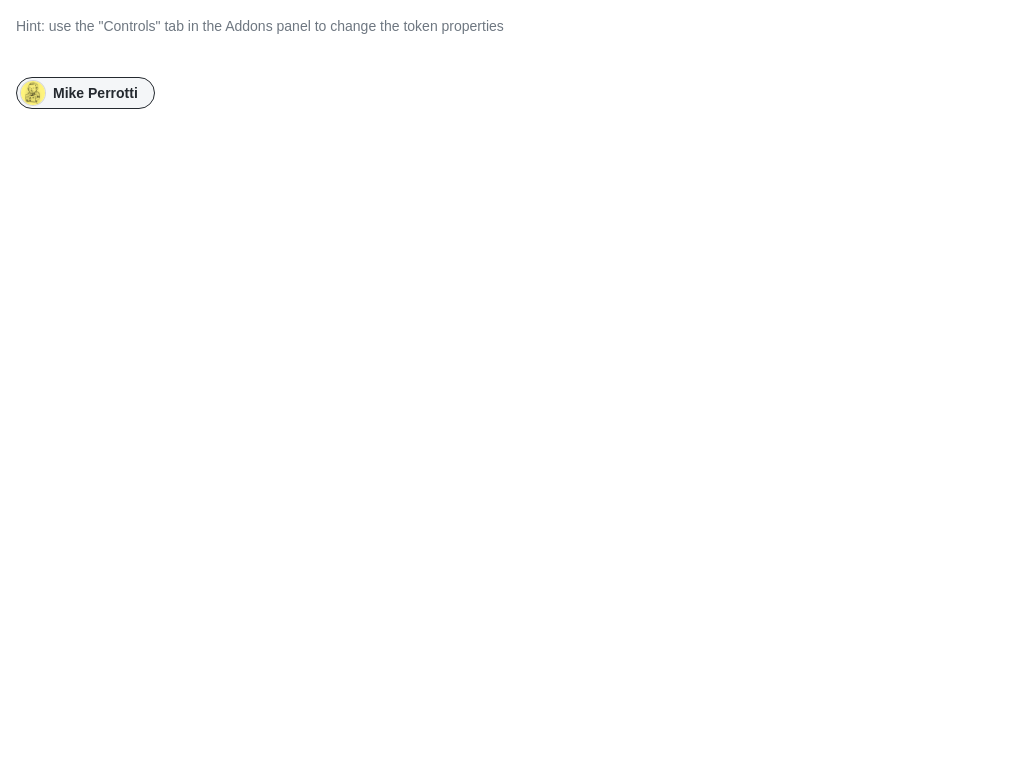 Hint: use the "Controls" tab in the Addons panel to change the token properties
Mike Perrotti